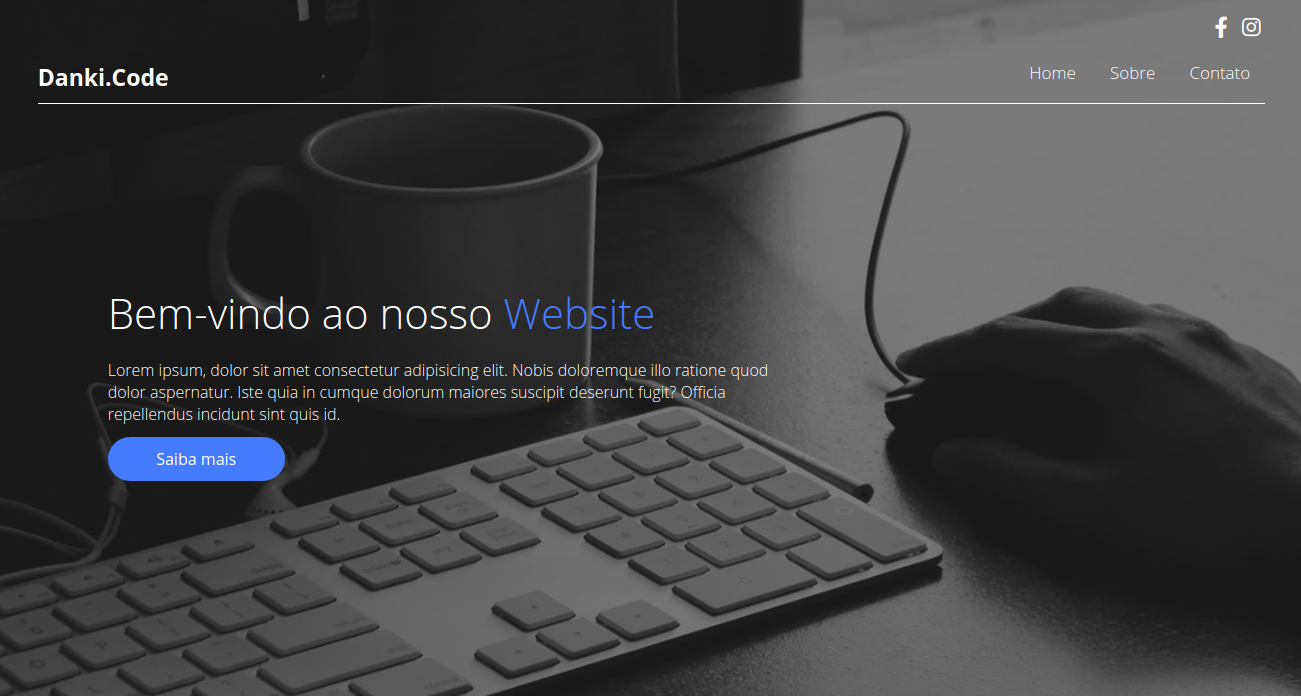 Danki.Code
Home Sobre Contato
Bem-vindo ao nosso Website
Lorem ipsum, dolor sit amet consectetur adipisicing elit. Nobis doloremque illo ratione quod
dolor aspernatur. Iste quia in cumque dolorum maiores suscipit deserunt fugit? Officia
repellendus incidunt sint quis id.
Saiba mais